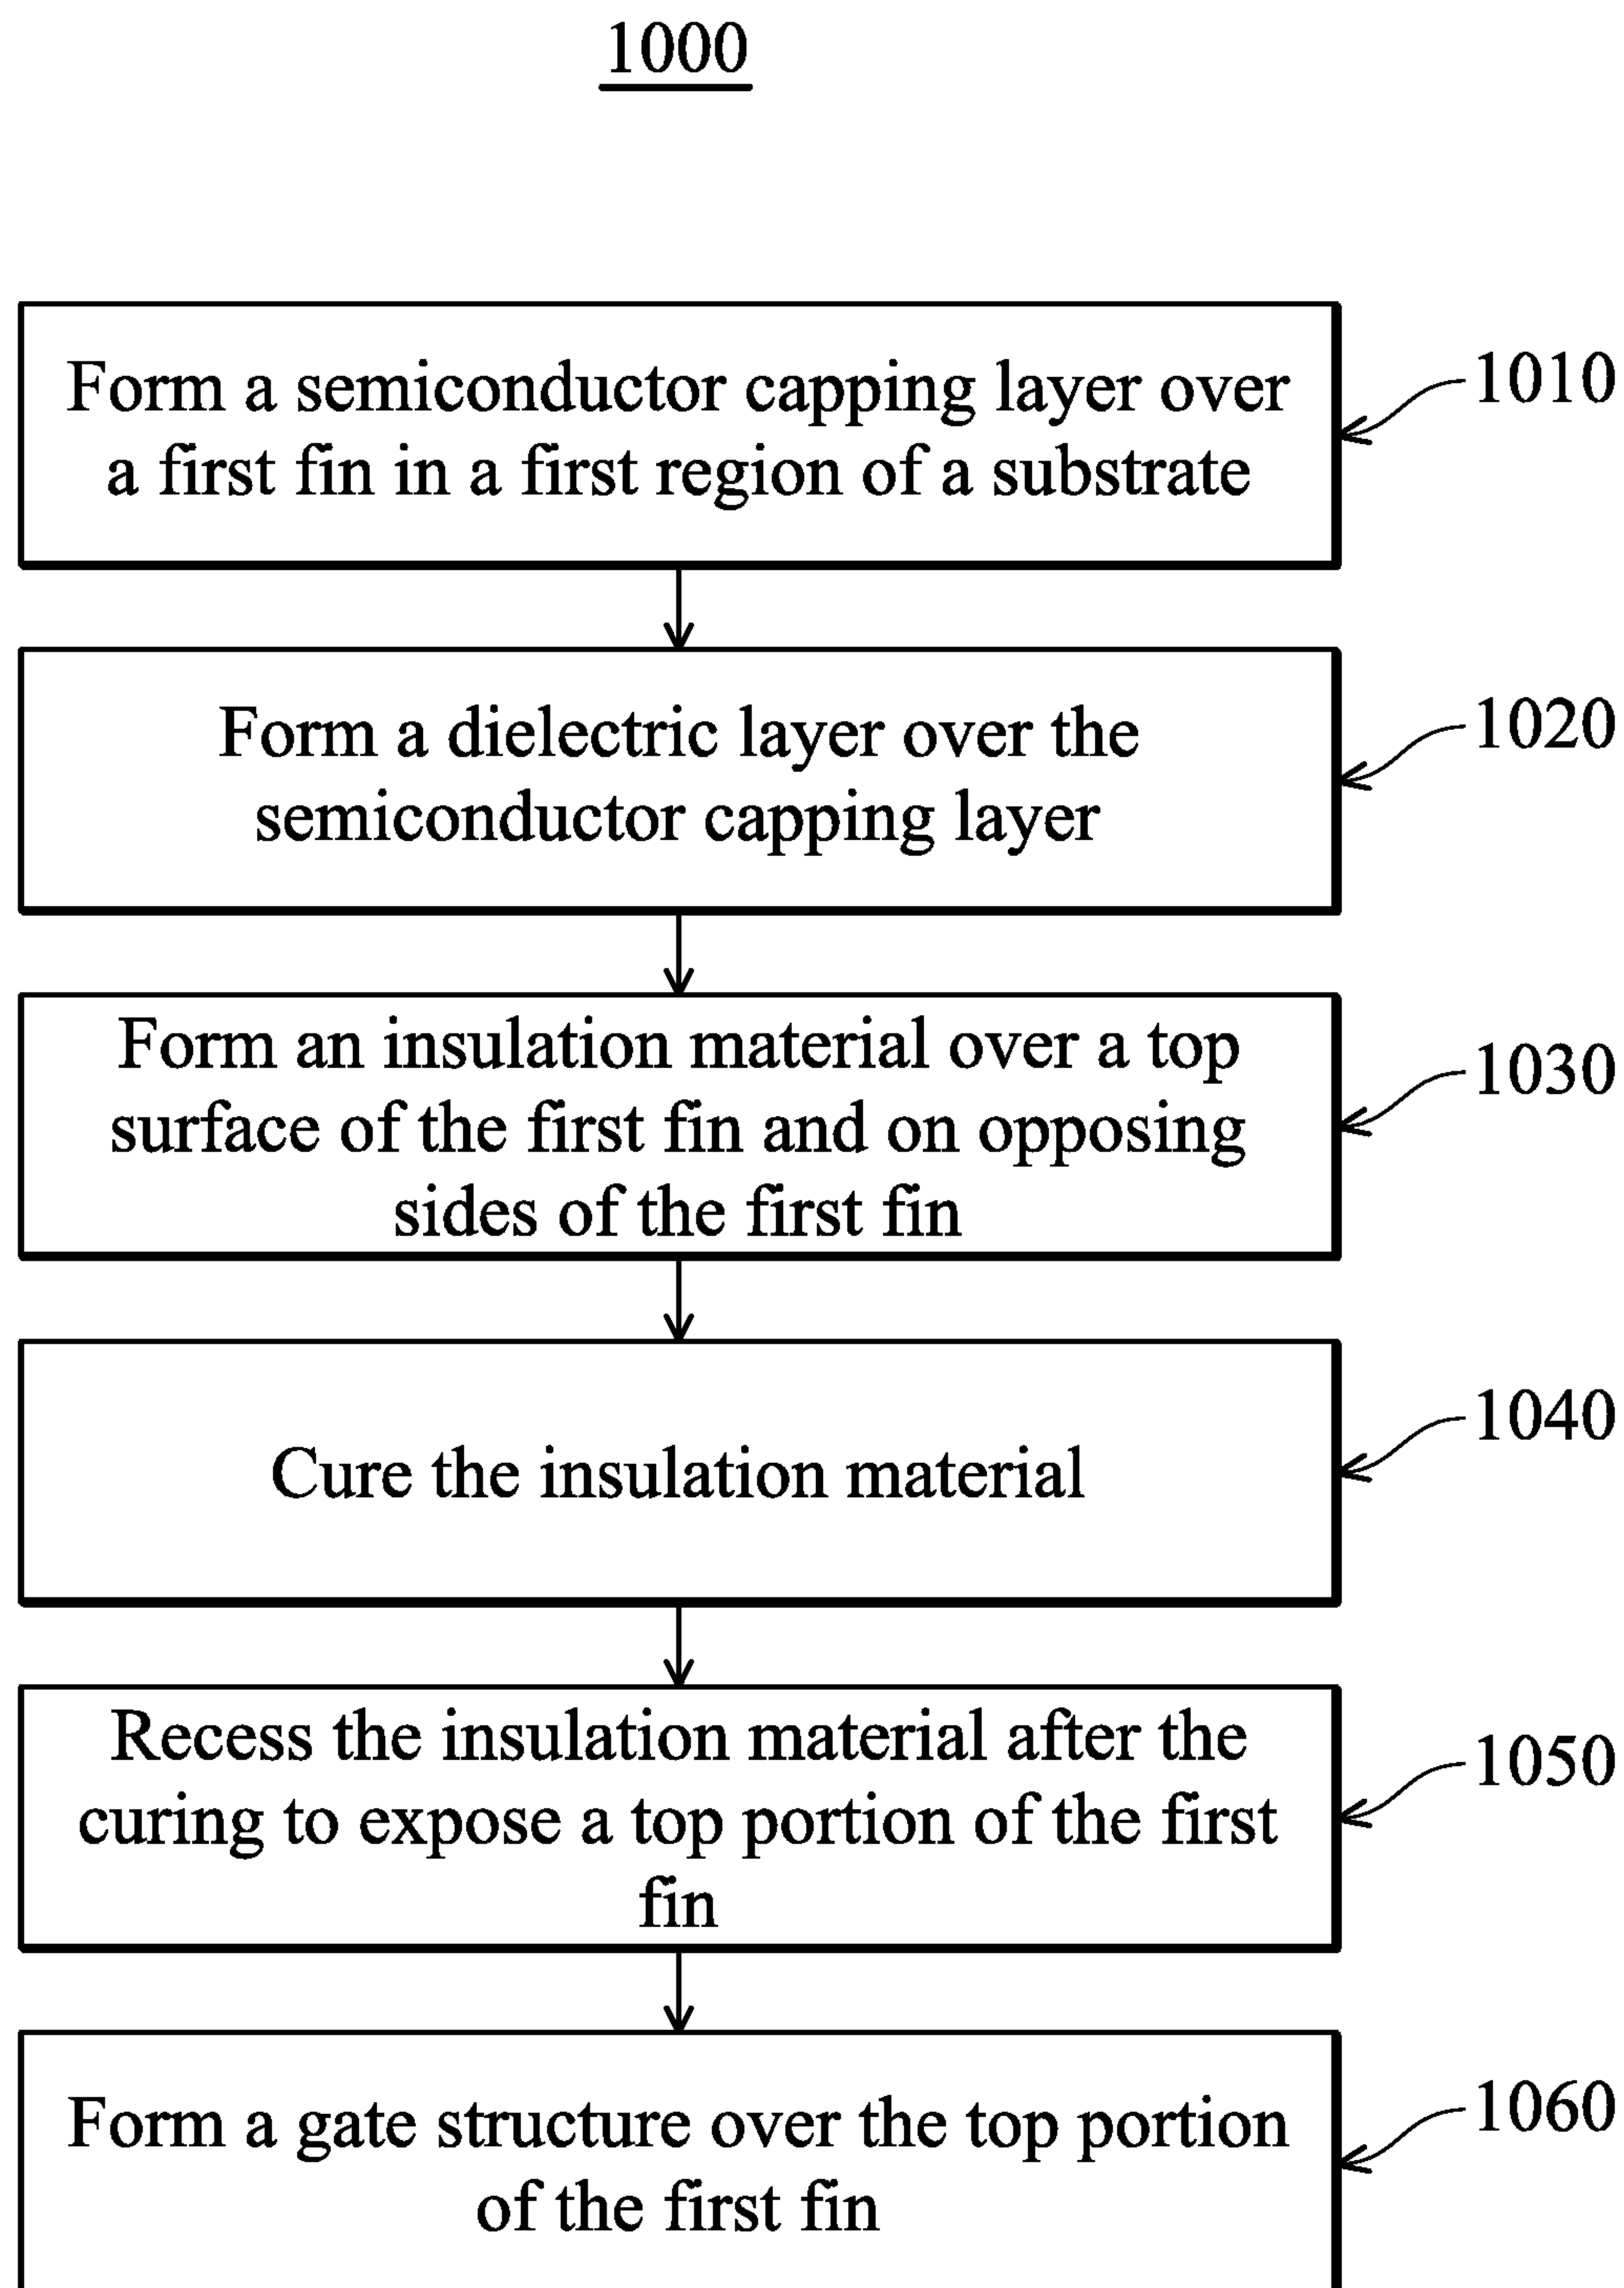 1000
Form a semiconductor capping layer over
a first fin in a first region of a substrate
1010
Form a dielectric layer over the
semiconductor capping layer
1020
Form an insulation material over a top
surface of the first fin and on opposing
sides of the first fin
1030
Cure the insulation material
1040
Recess the insulation material after the
curing to expose a top portion of the first
fin
1050
Form a gate structure over the top portion
of the first fin
1060